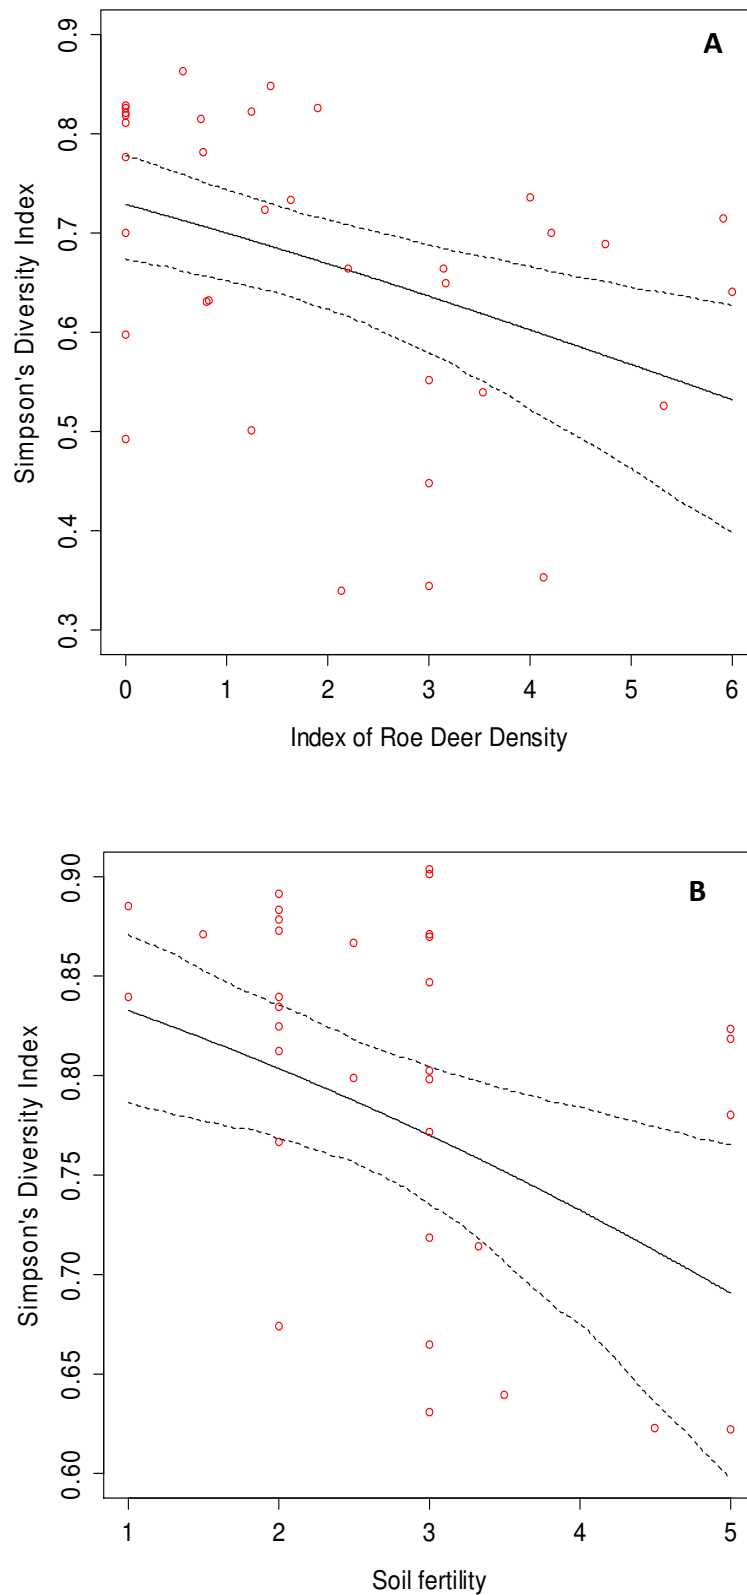 A
Simpson's Diversity Index
0.9
0.8
0.7
0.6
0.5
0.4
0.3
0 1 2 3 4 5 6
Index of Roe Deer Density
B
Simpson's Diversity Index
0.90
0.85
0.80
0.75
0.70
0.65
0.60
1 2 3 4 5
Soil fertility